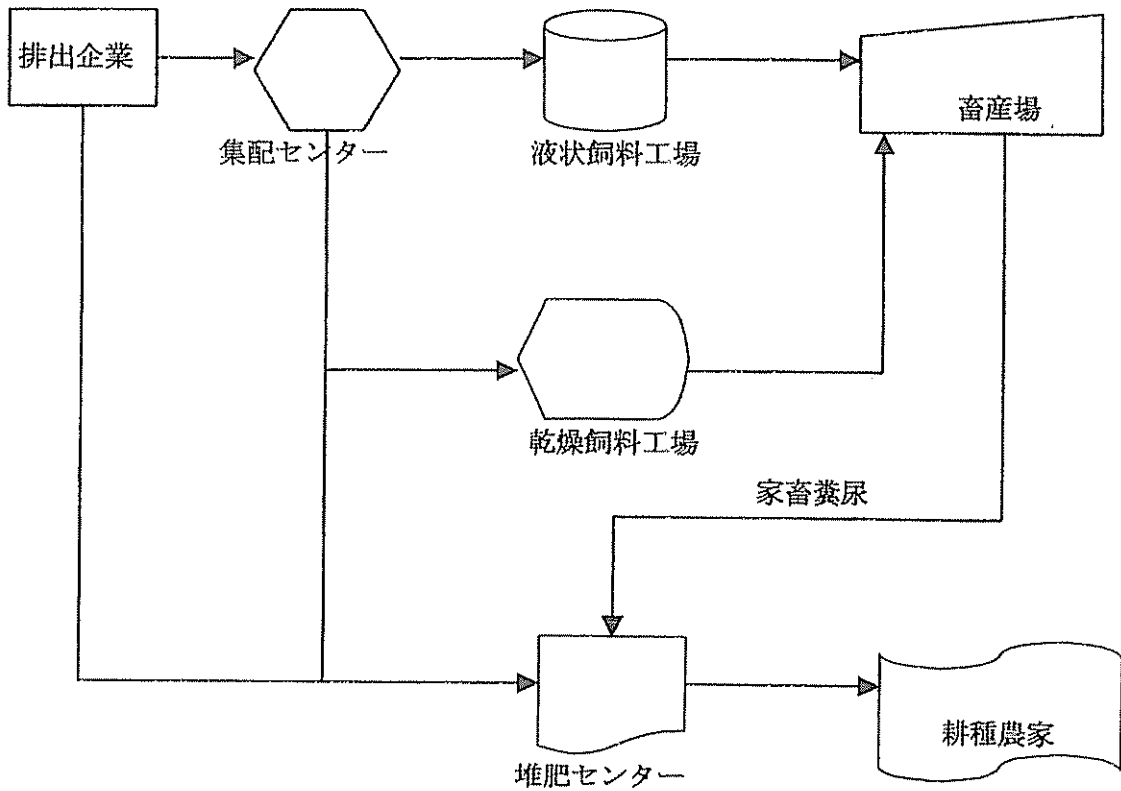 排出企業
集配センター
液状飼料工場
畜産場
乾燥飼料工場
家畜糞尿
堆肥センター
耕種農家